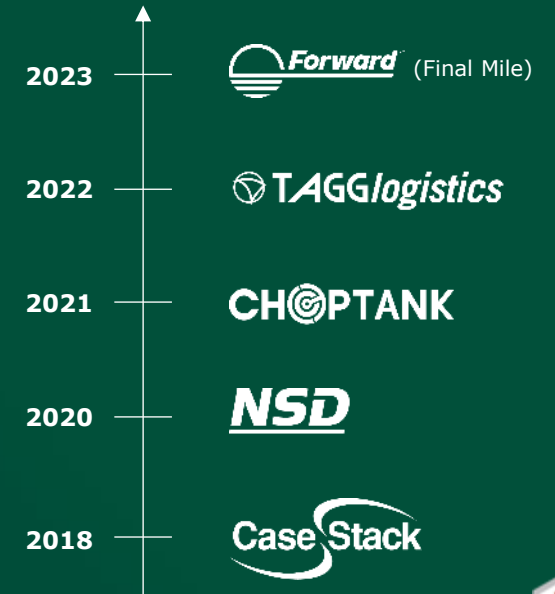 2023 Forward (Final Mile)
2022 TAGGlogistics
2021 CHOPTANK
2020 NSD
2018 CaseStack